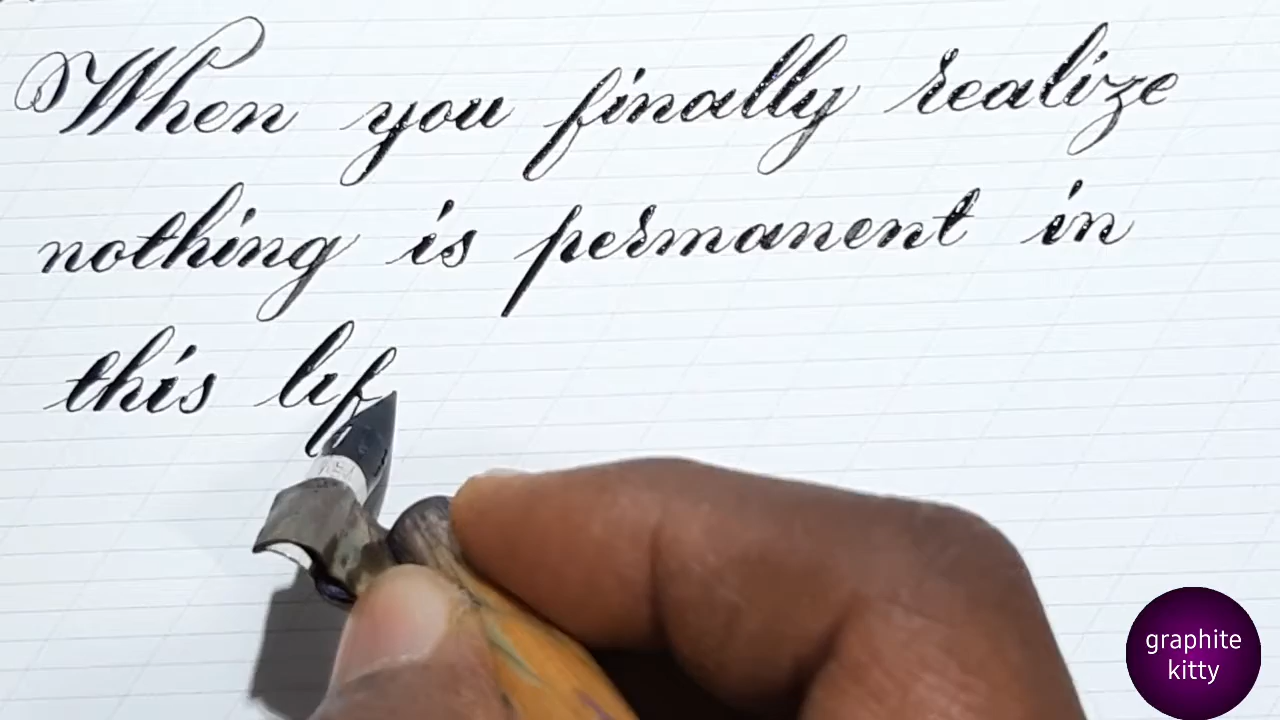 When you finally realize
nothing is permanent in
this lif
graphite
kitty